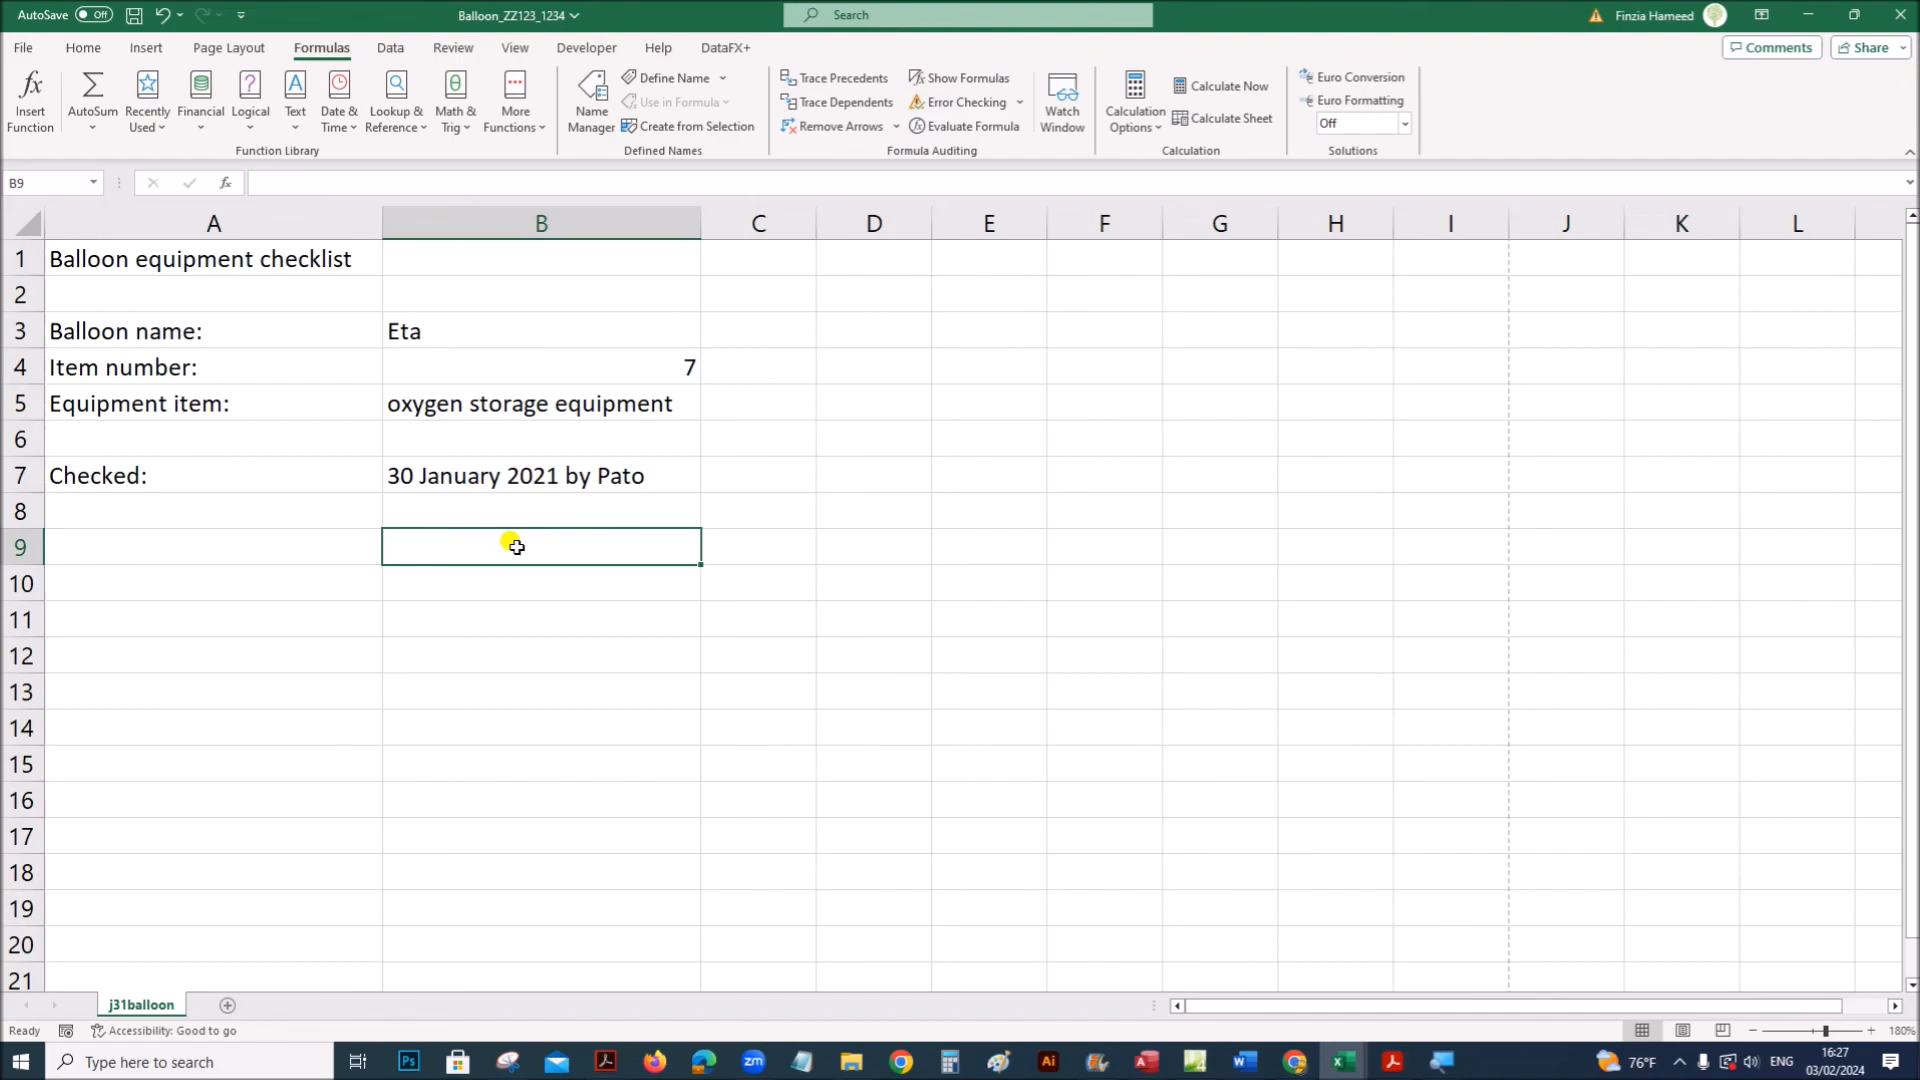 AutoSave Off Balloon_ZZ123_1234 Search Finzia Hameed
File Home Insert Page Layout Formulas Data Review View Developer Help DataFX+ Comments Share
Insert Function AutoSum Recently Used Financial Logical Text Date & Time Lookup & Reference Math & Trig More Functions
Function Library
Name Manager Define Name Use in Formula Create from Selection
Defined Names
Trace Precedents Trace Dependents Remove Arrows Show Formulas Error Checking Evaluate Formula
Formula Auditing
Watch Window
Calculation Options Calculate Now Calculate Sheet
Calculation
Euro Conversion Euro Formatting Off
Solutions
B9 fx
A B C D E F G H I J K L
1 Balloon equipment checklist
2
3 Balloon name: Eta
4 Item number: 7
5 Equipment item: oxygen storage equipment
6
7 Checked: 30 January 2021 by Pato
8
9
10
11
12
13
14
15
16
17
18
19
20
21
j31balloon
Ready Accessibility: Good to go 180%
Type here to search Ps zm Ai W X 76°F ENG 16:27
03/02/2024